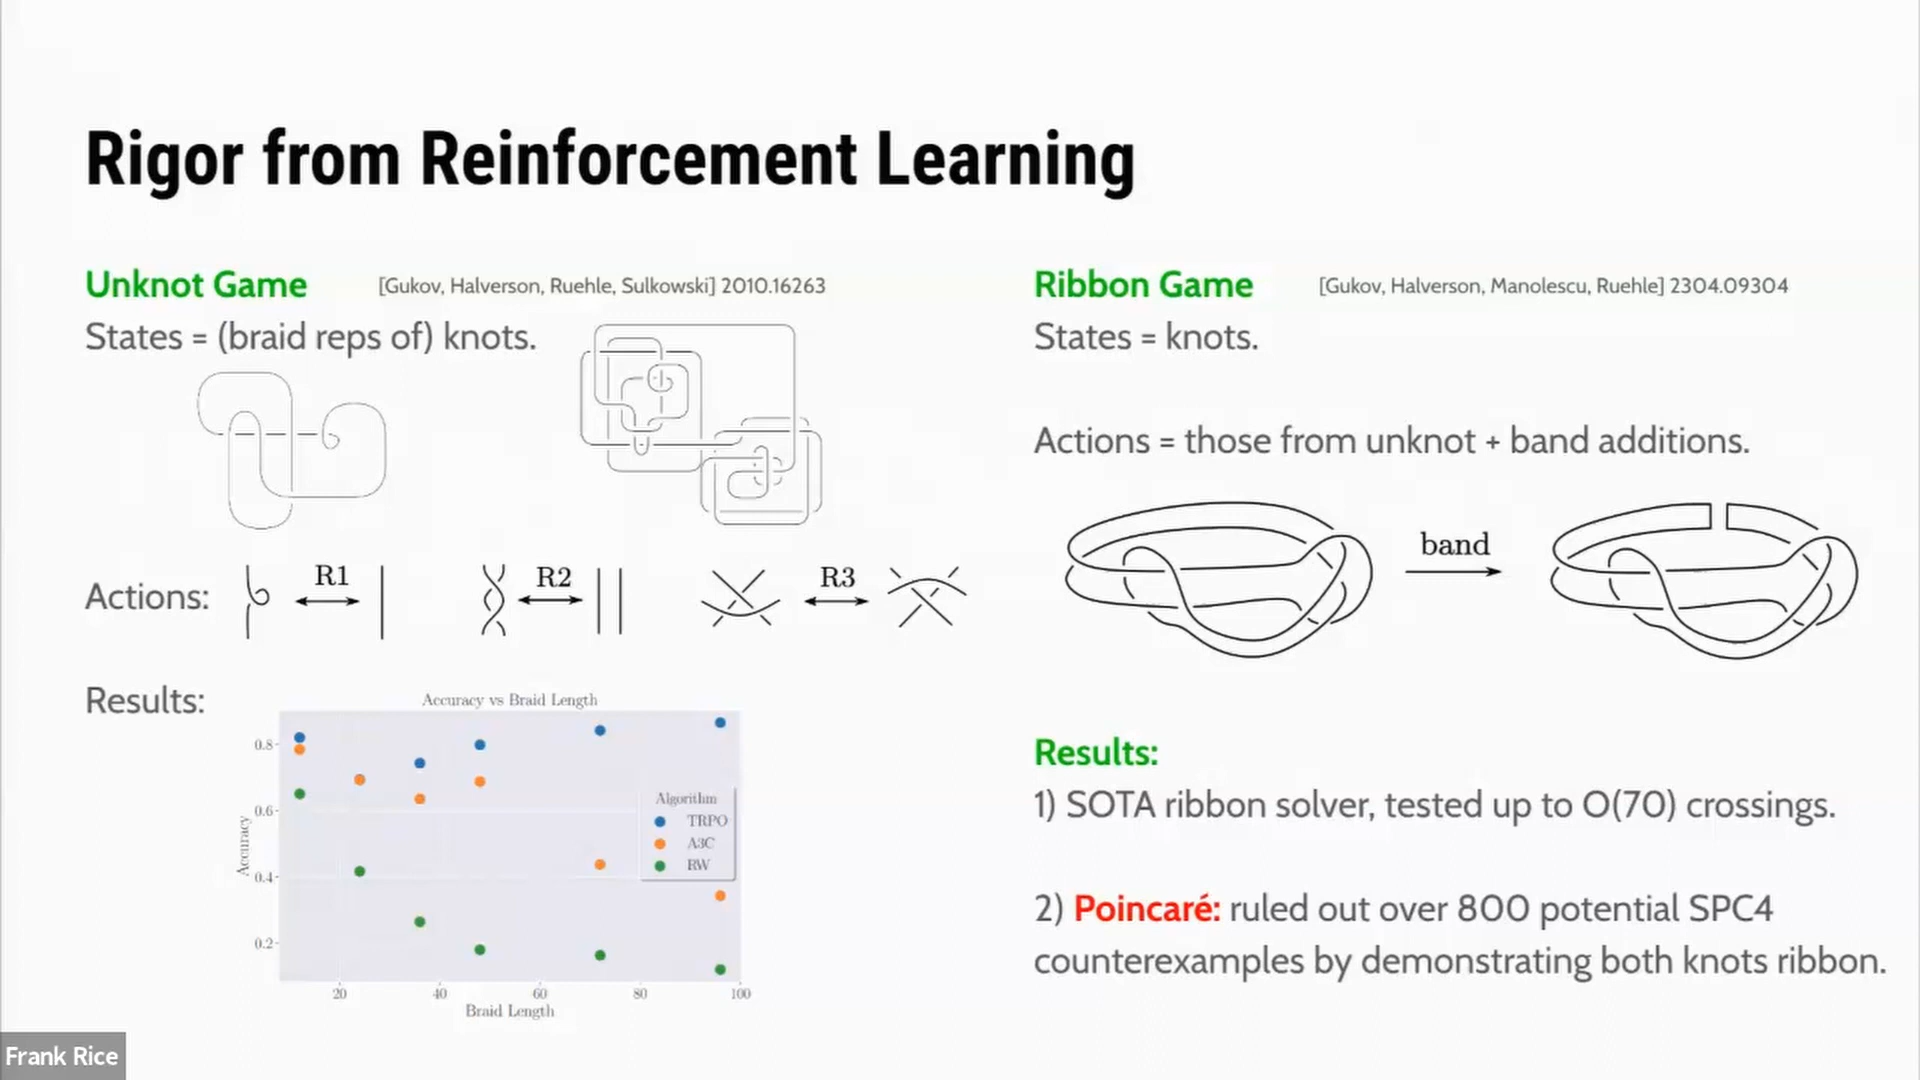 Rigor from Reinforcement Learning
Unknot Game [Gukov, Halverson, Ruehle, Sulkowski] 2010.16263
States = (braid reps of) knots.
Actions: R1 R2 R3
Results:
Accuracy vs Braid Length
Accuracy
0.8
0.6
0.4
0.2
Algorithm
TRPO
A3C
RW
20 40 60 80 100
Braid Length
Ribbon Game [Gukov, Halverson, Manolescu, Ruehle] 2304.09304
States = knots.
Actions = those from unknot + band additions.
band
Results:
1) SOTA ribbon solver, tested up to O(70) crossings.
2) Poincaré: ruled out over 800 potential SPC4
counterexamples by demonstrating both knots ribbon.
Frank Rice